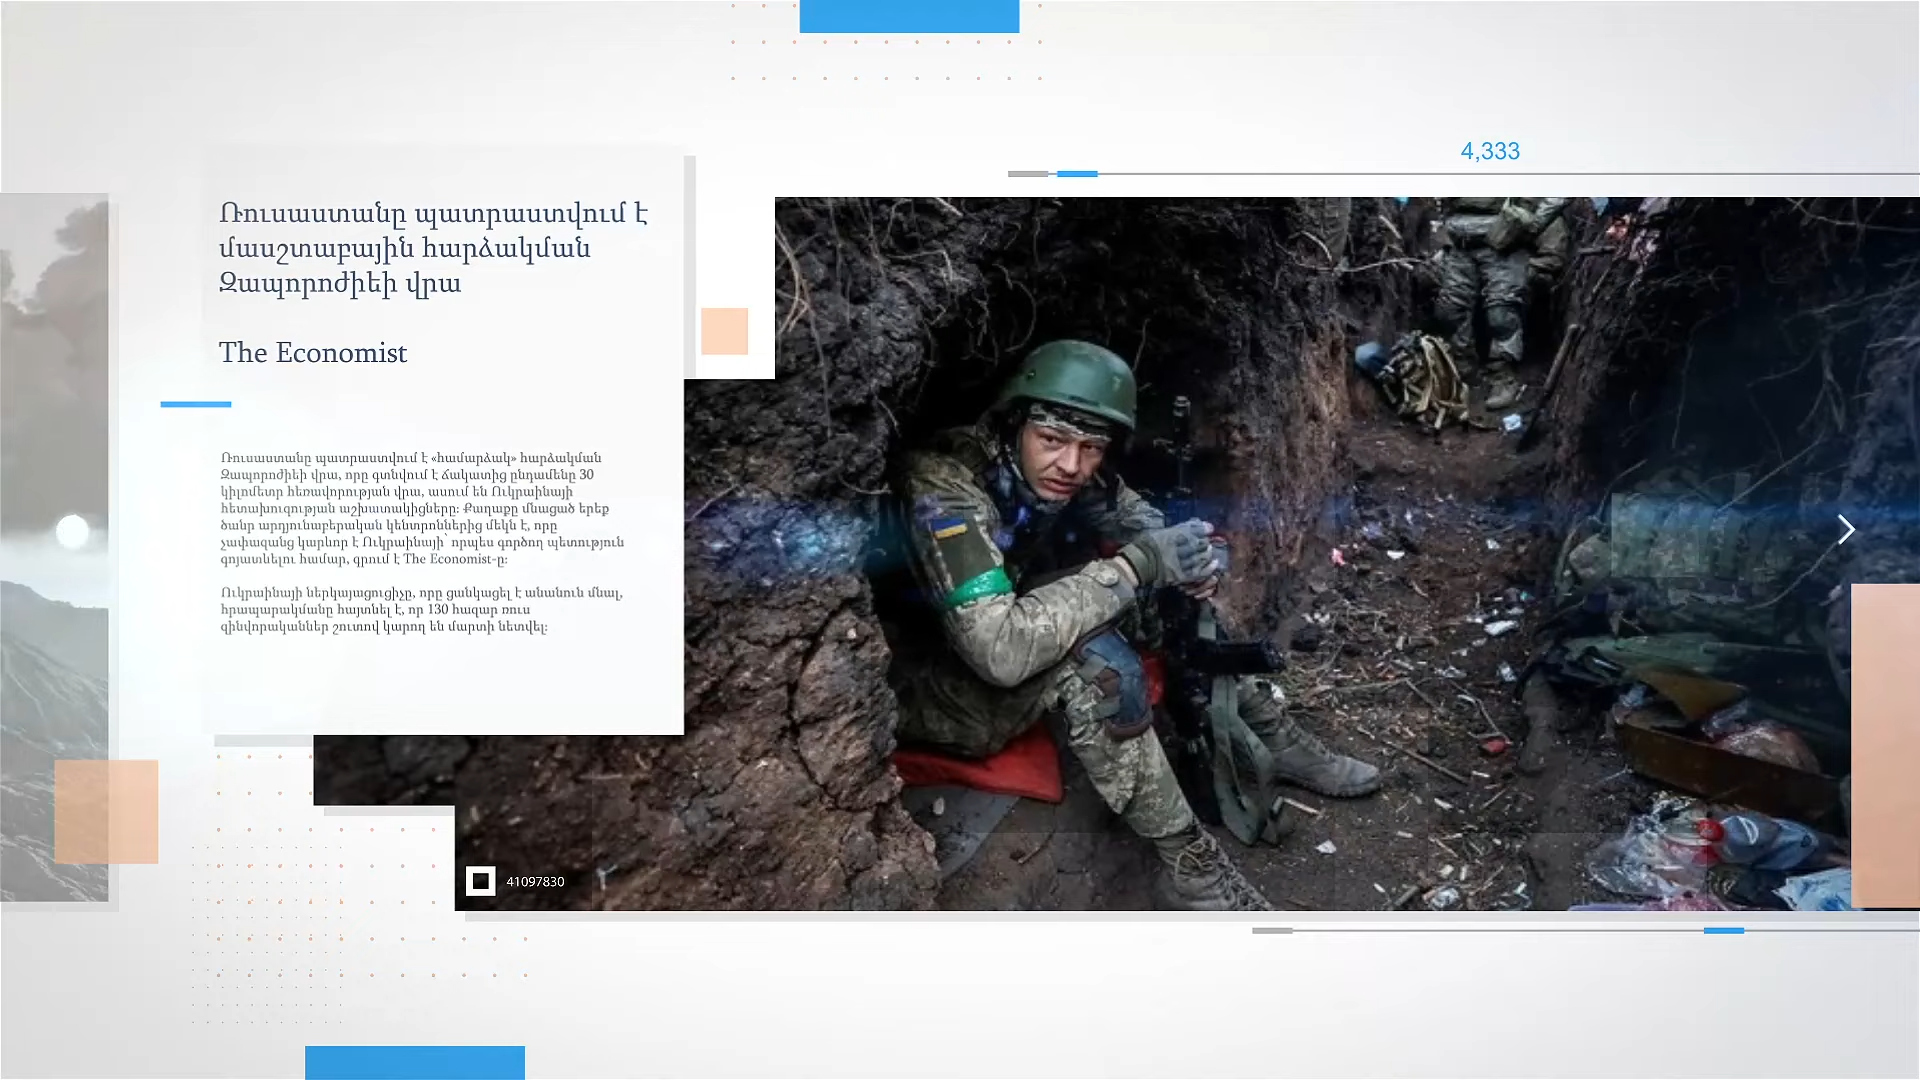 4,333
Ռուսաստանը պատրաստվում է
մասշտաբային հարձակման
Զապորոժիեի վրա
The Economist
Ռուսաստանը պատրաստվում է «համարձակ» հարձակման
Զապորոժիեի վրա, որը գտնվում է ճակատից ընդամենը 30
կիլոմետր հեռավորության վրա, ասում են Ուկրաինայի
հետախուզության աշխատակիցները: Քաղաքը մնացած երեք
ծանր արդյունաբերական կենտրոններից մեկն է, որը
չափազանց կարևոր է Ուկրաինայի՝ որպես գործող պետություն
գոյատևելու համար, գրում է The Economist-ը:
Ուկրաինայի ներկայացուցիչը, որը ցանկացել է անանուն մնալ,
հրապարակմանը հայտնել է, որ 130 հազար ռուս
զինվորականներ շուտով կարող են մարտի նետվել:
41097830